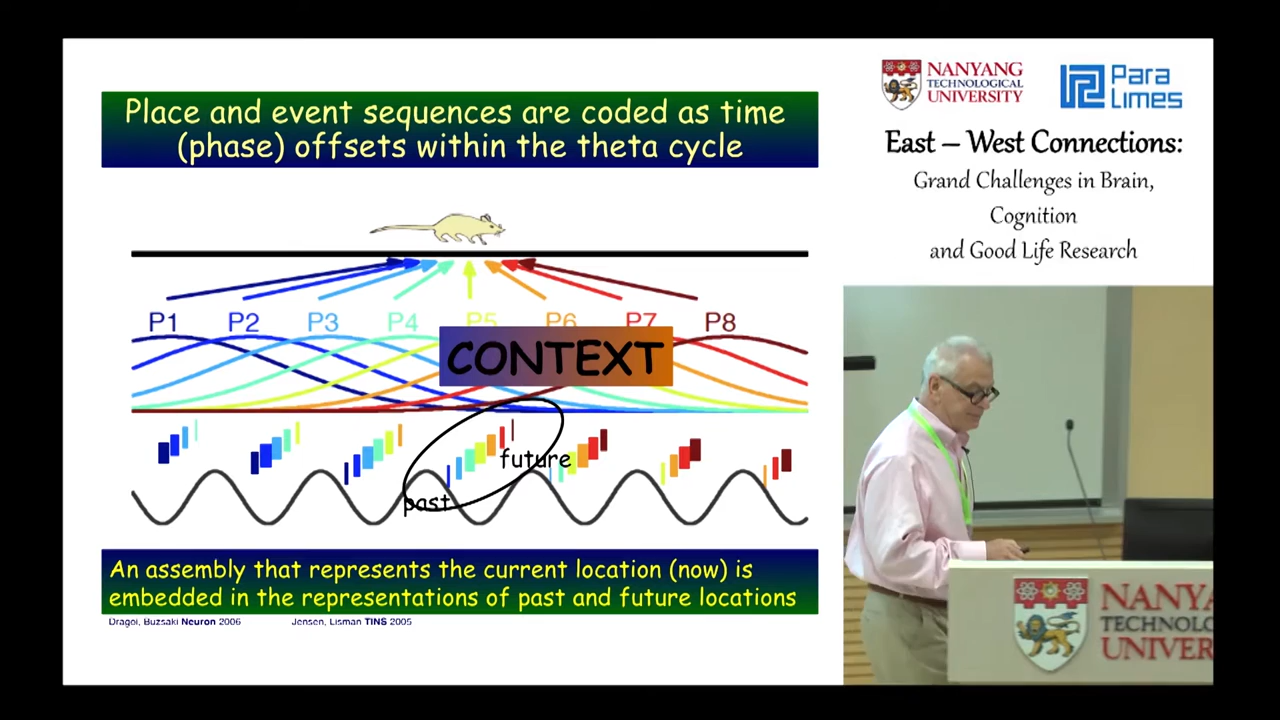 Place and event sequences are coded as time
(phase) offsets within the theta cycle
P1 P2 P3 P4 P5 P6 P7 P8
CONTEXT
future
past
An assembly that represents the current location (now) is
embedded in the representations of past and future locations
Dragoi, Buzsaki Neuron 2006 Jensen, Lisman TINS 2005
NANYANG
TECHNOLOGICAL
UNIVERSITY
Para
Limes
East – West Connections:
Grand Challenges in Brain,
Cognition
and Good Life Research
NANYA
TECHNOLOG
UNIVER